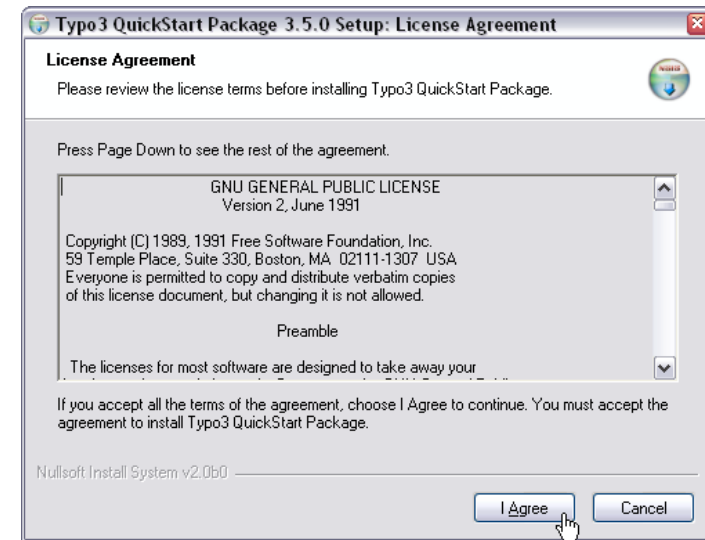 Typo3 QuickStart Package 3.5.0 Setup: License Agreement
License Agreement
Please review the license terms before installing Typo3 QuickStart Package.
Press Page Down to see the rest of the agreement.
GNU GENERAL PUBLIC LICENSE
Version 2, June 1991
Copyright (C) 1989, 1991 Free Software Foundation, Inc.
59 Temple Place, Suite 330, Boston, MA 02111-1307 USA
Everyone is permitted to copy and distribute verbatim copies
of this license document, but changing it is not allowed.
Preamble
The licenses for most software are designed to take away your
If you accept all the terms of the agreement, choose I Agree to continue. You must accept the
agreement to install Typo3 QuickStart Package.
Nullsoft Install System v2.0b0
I Agree
Cancel